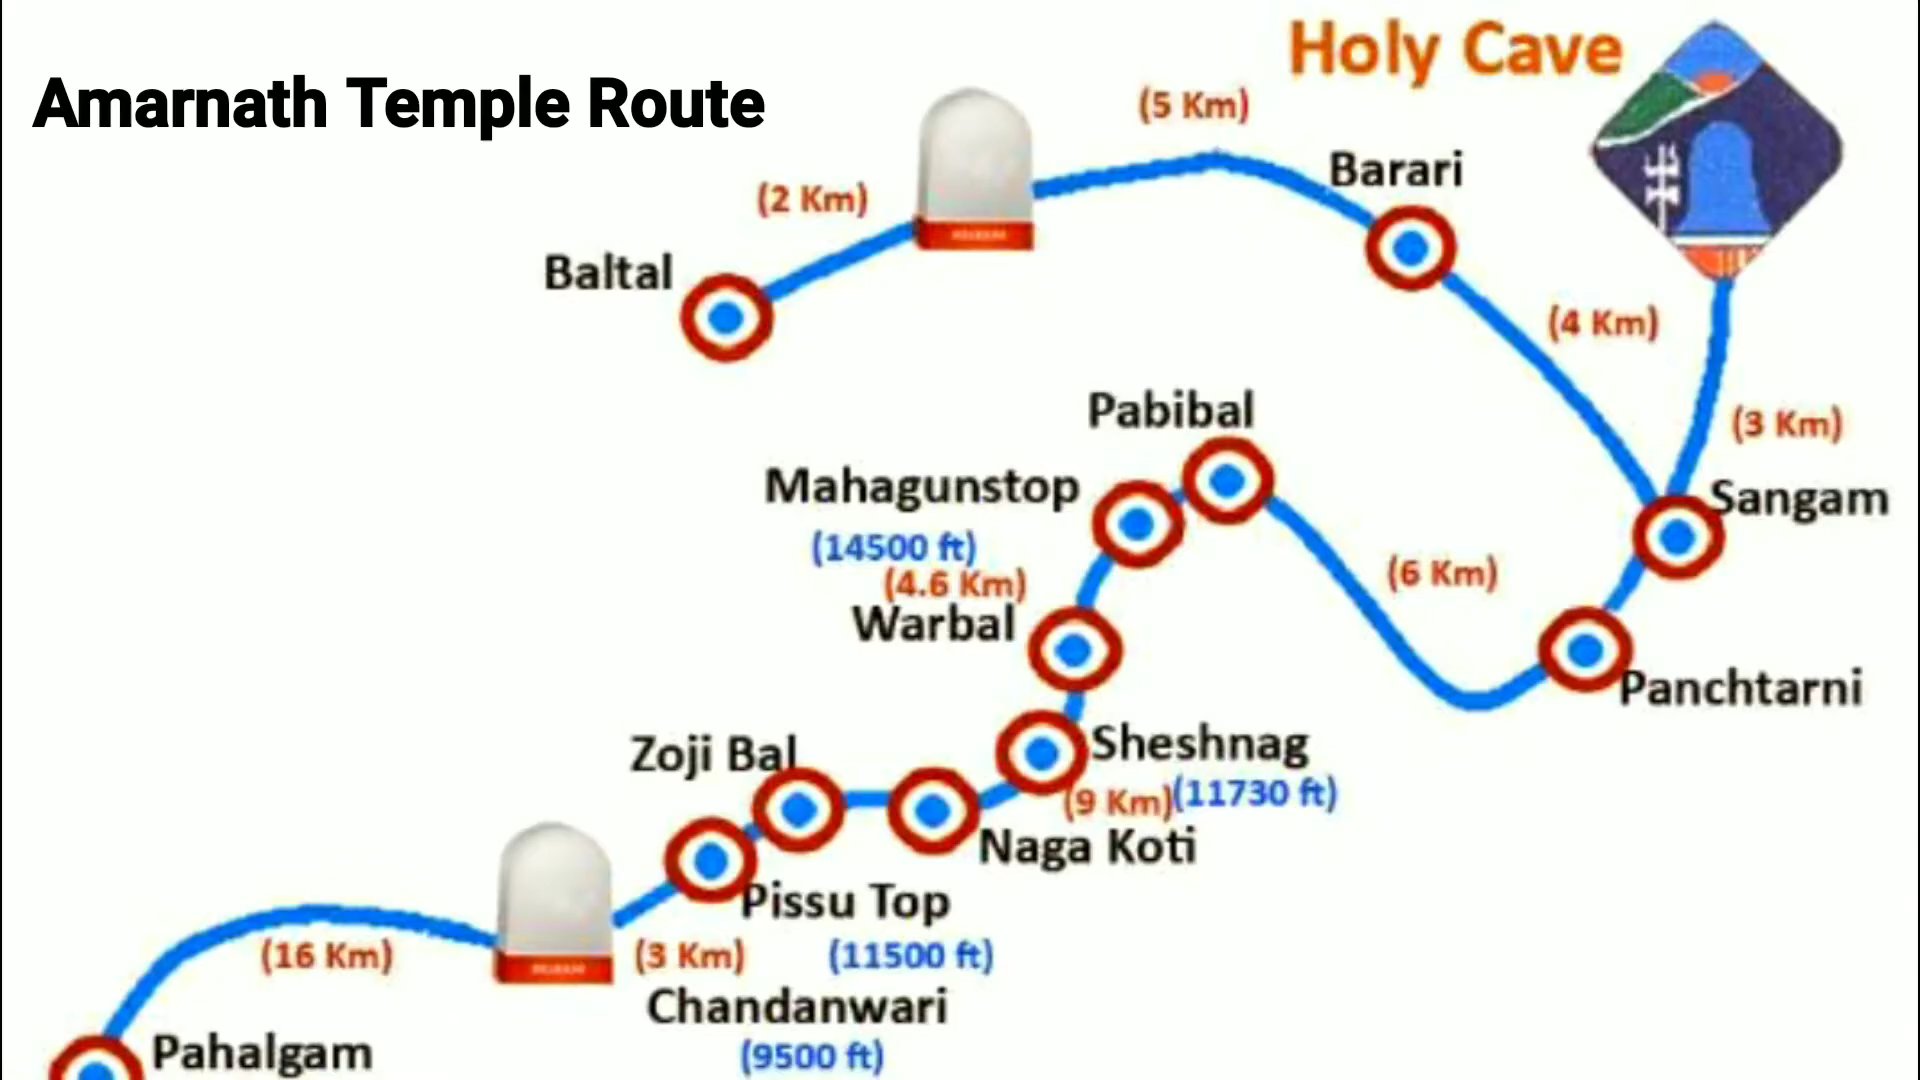 Holy Cave
Amarnath Temple Route
(5 Km)
Barari
(2 Km)
Baltal
(4 Km)
Pabibal
(3 Km)
Mahagunstop
Sangam
(14500 ft)
(4.6 Km)
(6 Km)
Warbal
Panchtarni
Zoji Bal
Sheshnag
(9 Km)(11730 ft)
Naga Koti
Pissu Top
(16 Km)
(3 Km)
(11500 ft)
Chandanwari
Pahalgam
(9500 ft)